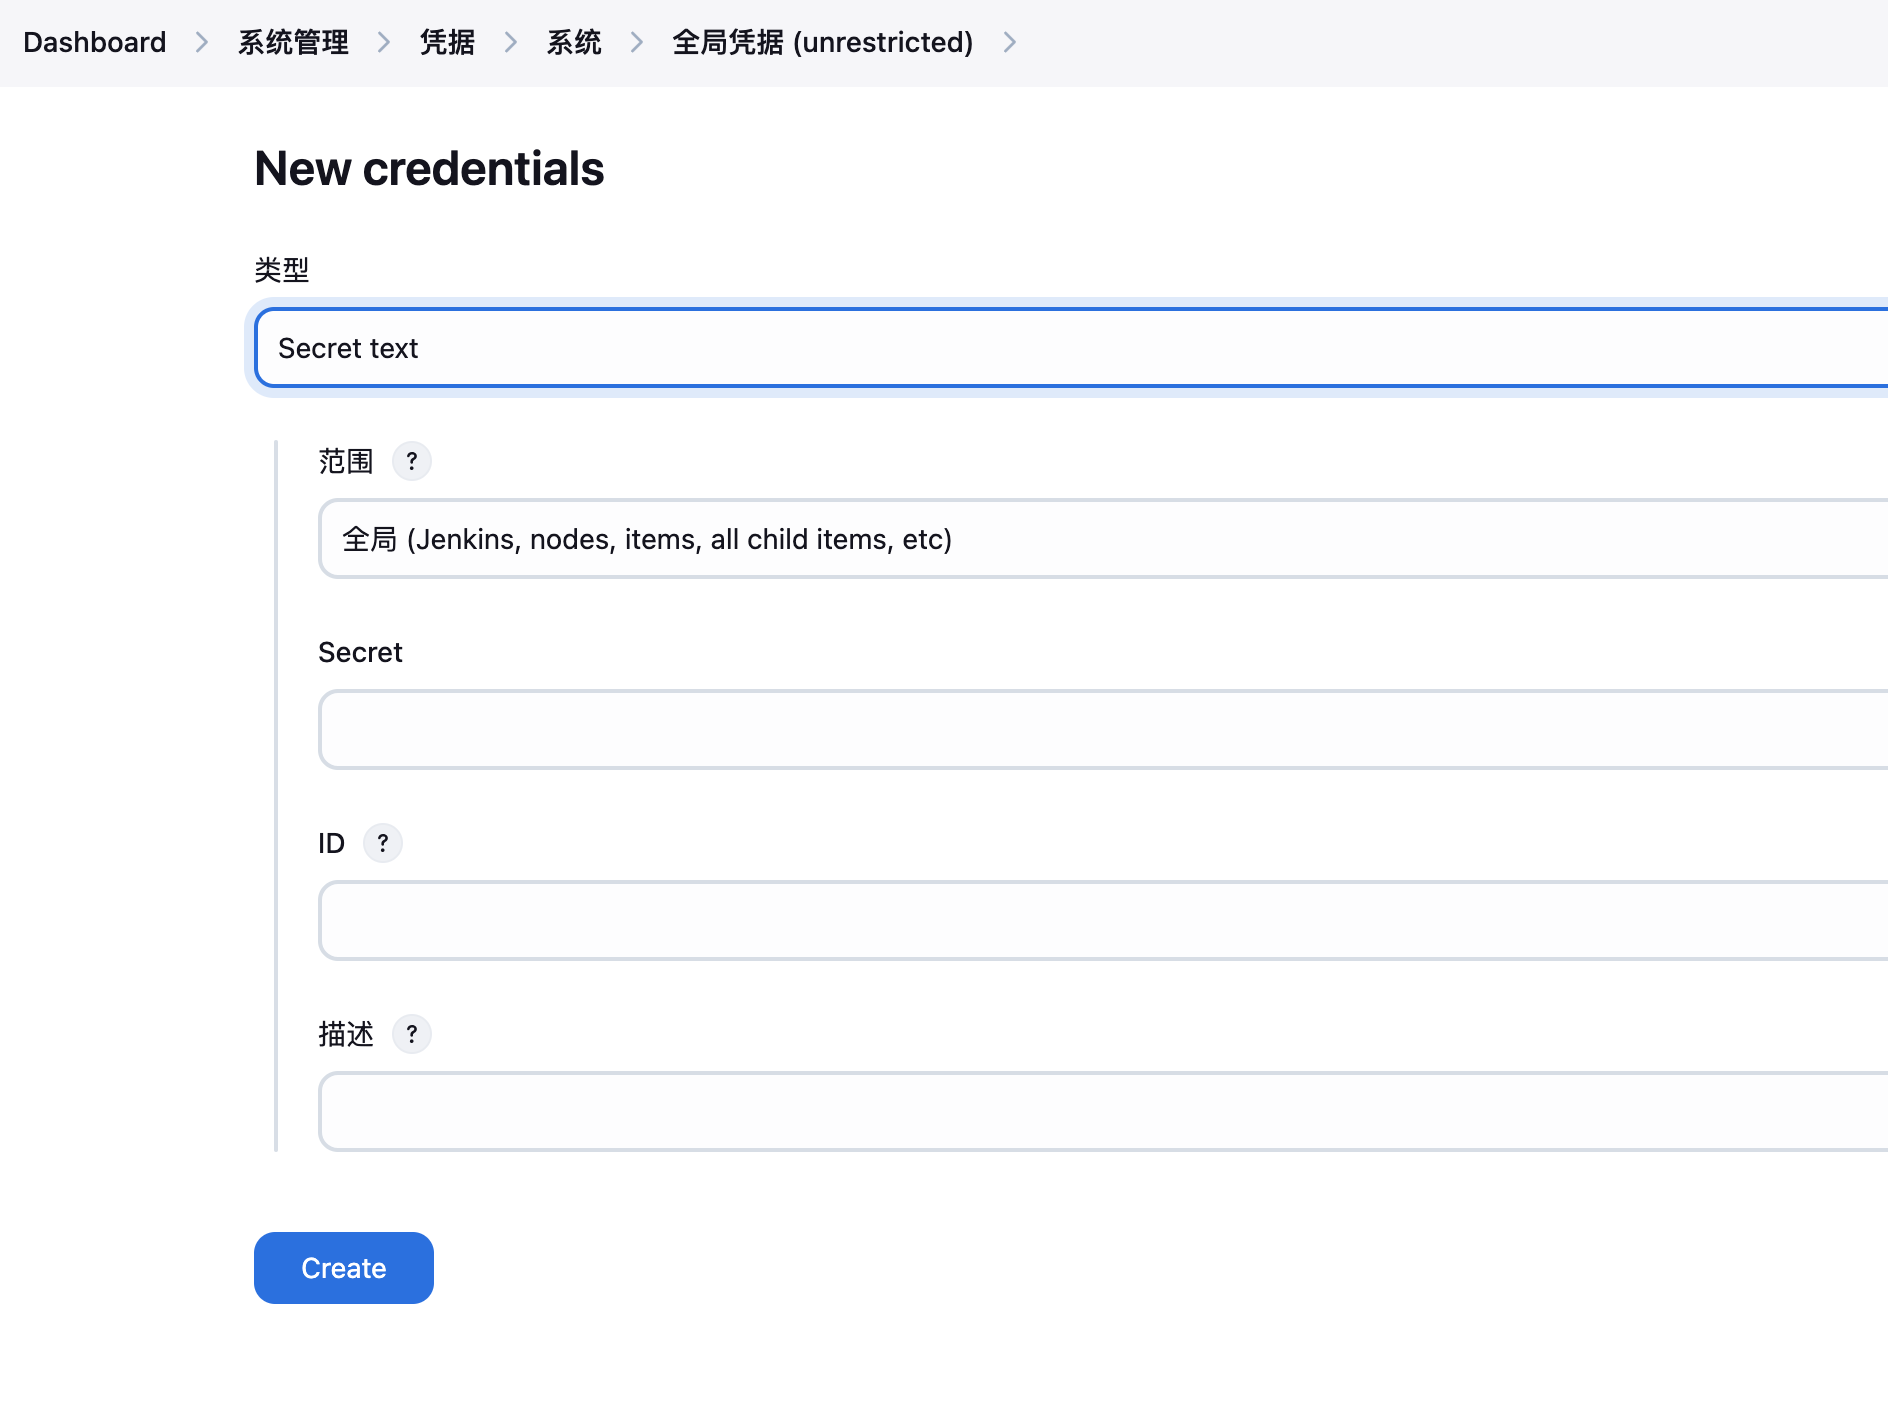 Dashboard > 系统管理 > 凭据 > 系统 > 全局凭据 (unrestricted) >
New credentials
类型
Secret text
范围 ?
全局 (Jenkins, nodes, items, all child items, etc)
Secret
ID ?
描述 ?
Create